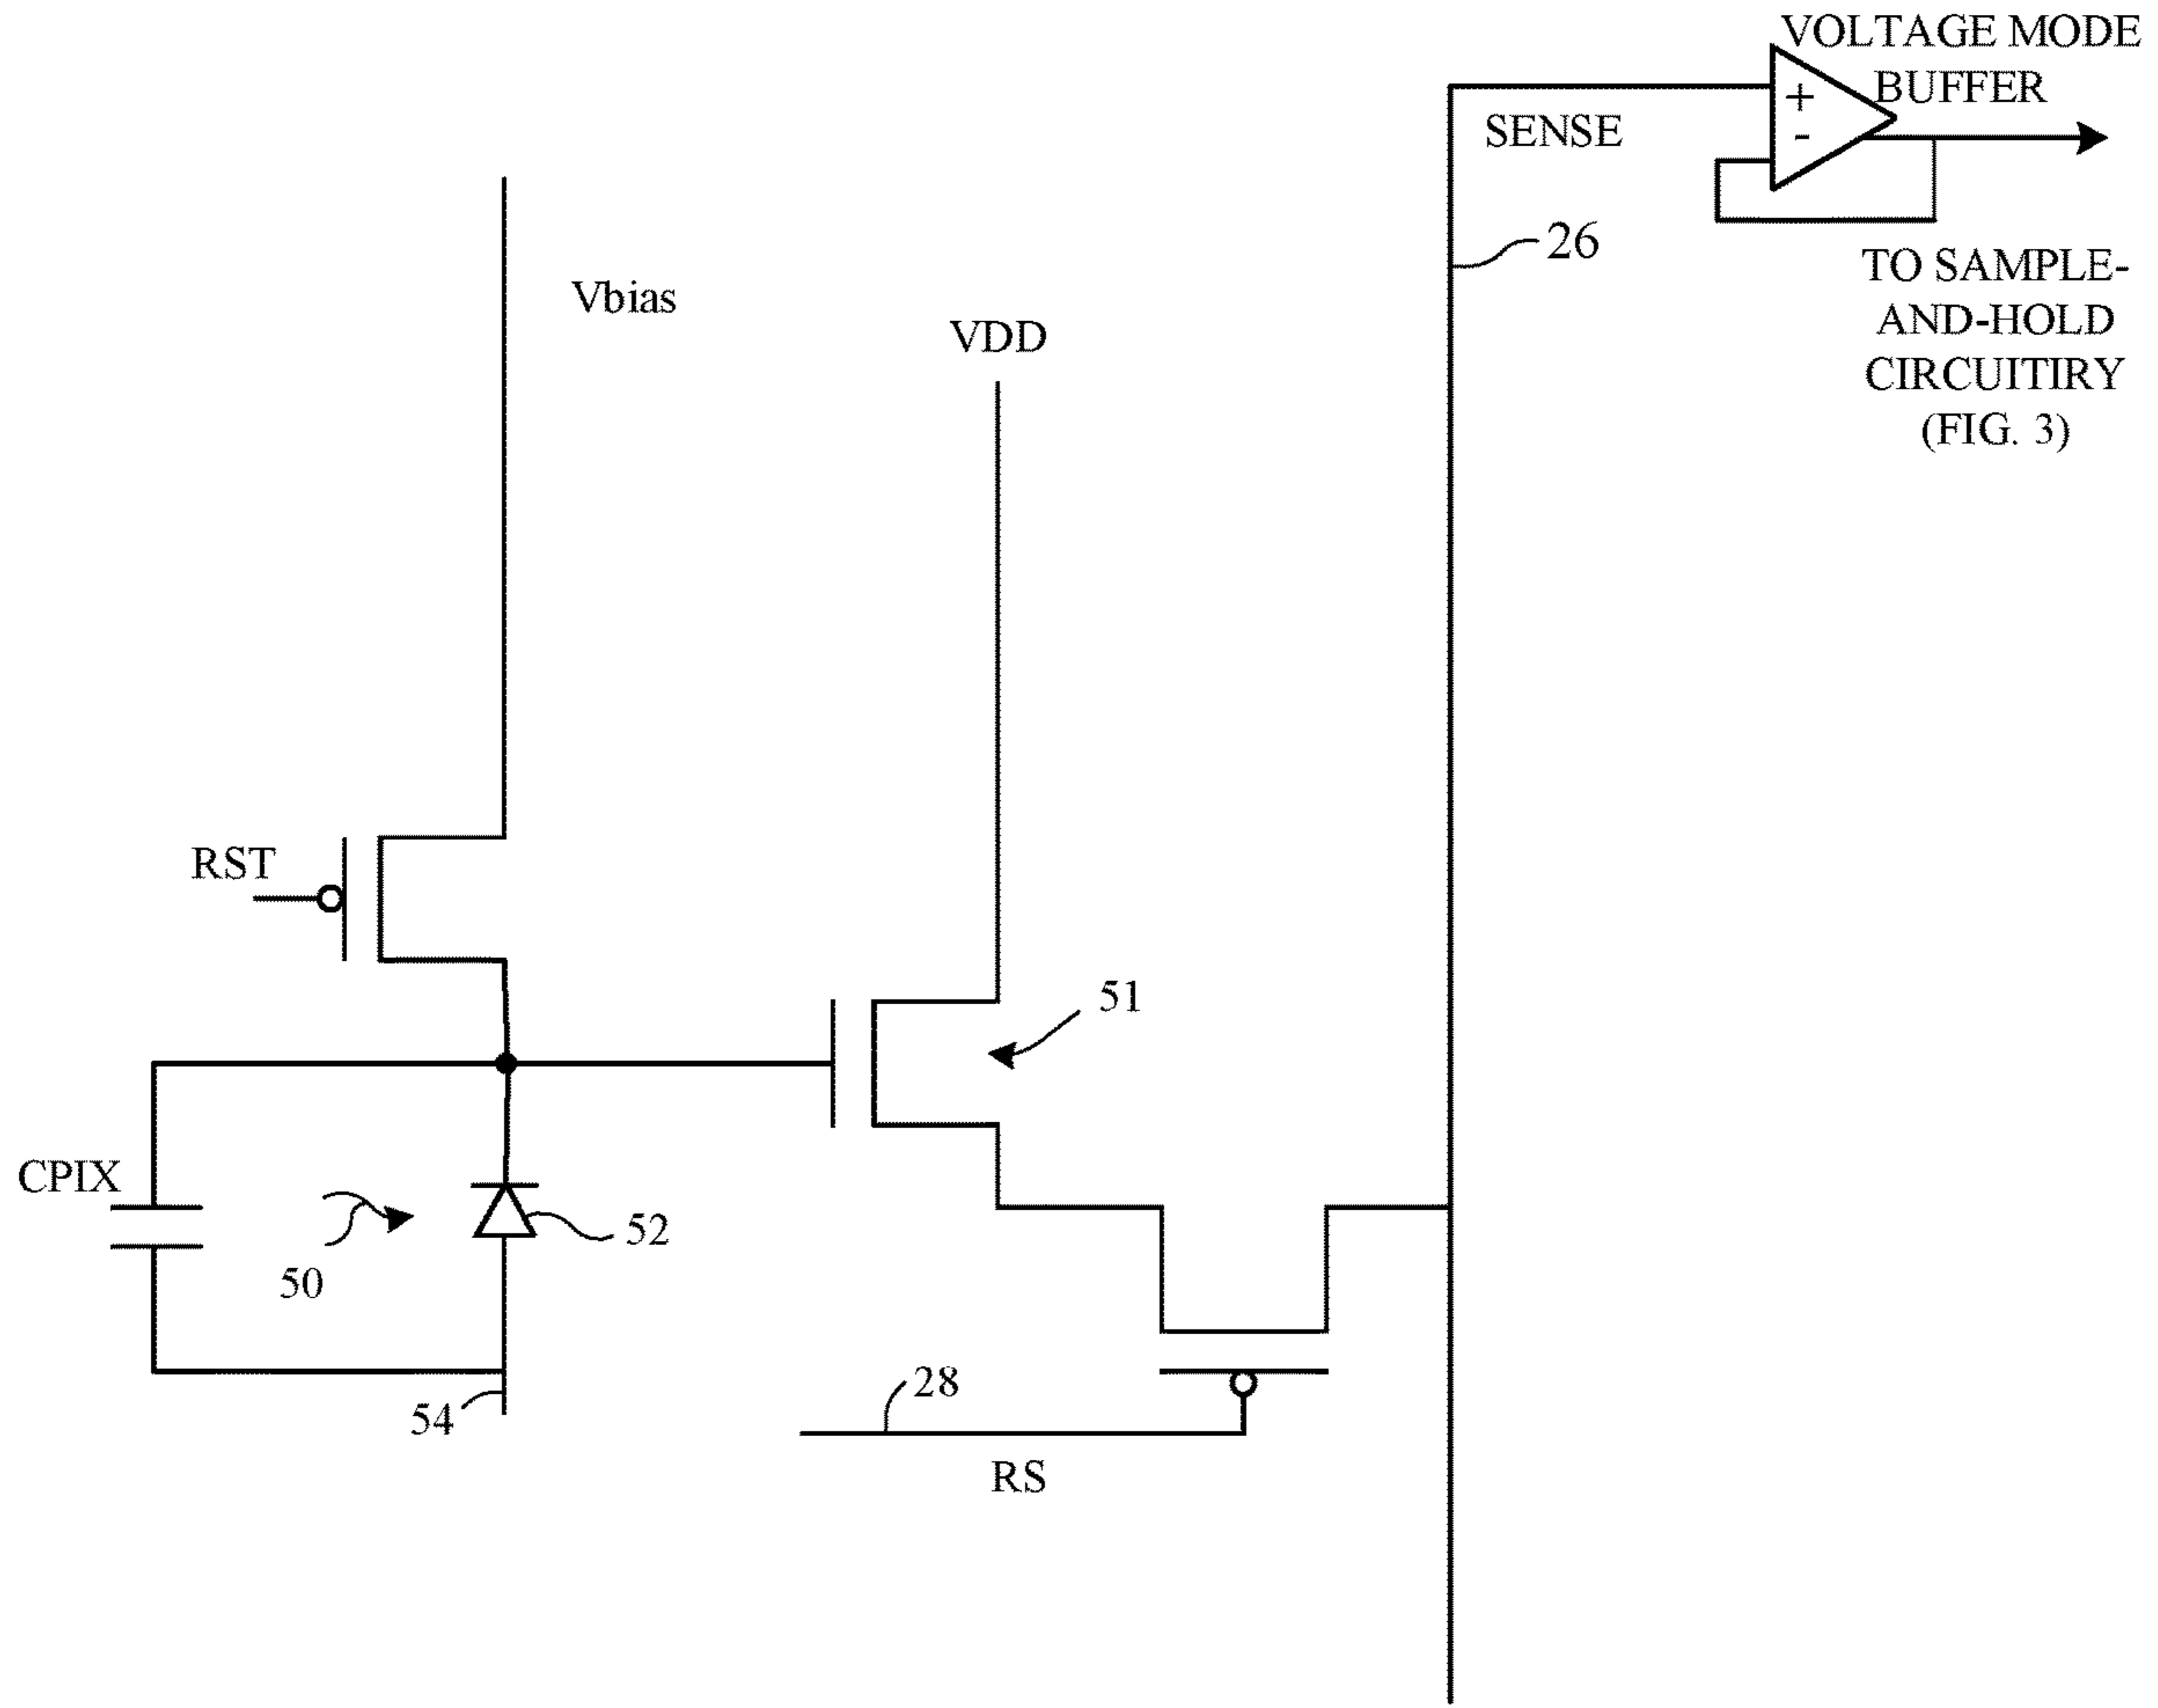 VOLTAGE MODE
BUFFER
+
-
SENSE
26
TO SAMPLE-
AND-HOLD
CIRCUITIRY
(FIG. 3)
Vbias
VDD
RST
51
CPIX
52
50
54
28
RS